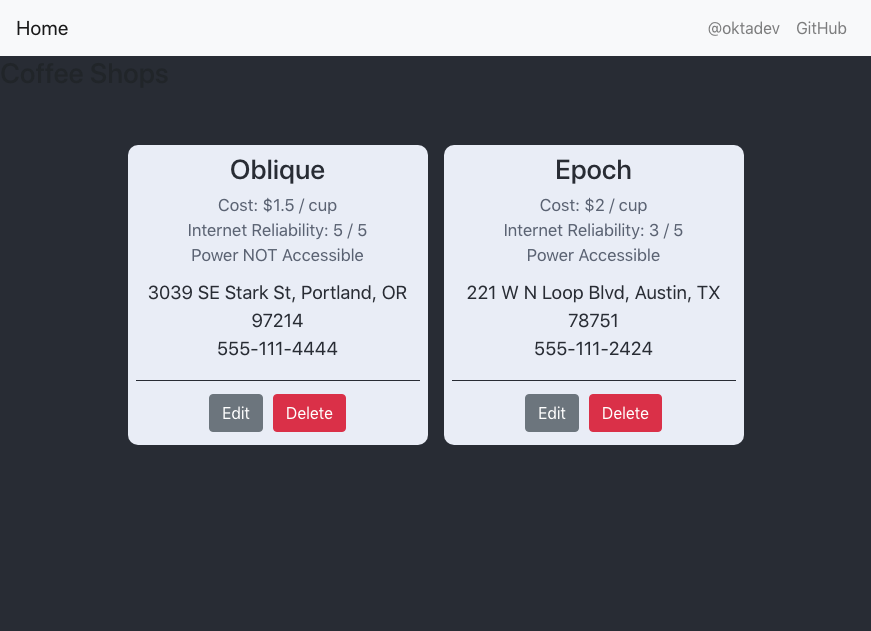 Home
@oktadev GitHub
Coffee Shops
Oblique
Cost: $1.5 / cup
Internet Reliability: 5 / 5
Power NOT Accessible
3039 SE Stark St, Portland, OR
97214
555-111-4444
Edit Delete
Epoch
Cost: $2 / cup
Internet Reliability: 3 / 5
Power Accessible
221 W N Loop Blvd, Austin, TX
78751
555-111-2424
Edit Delete